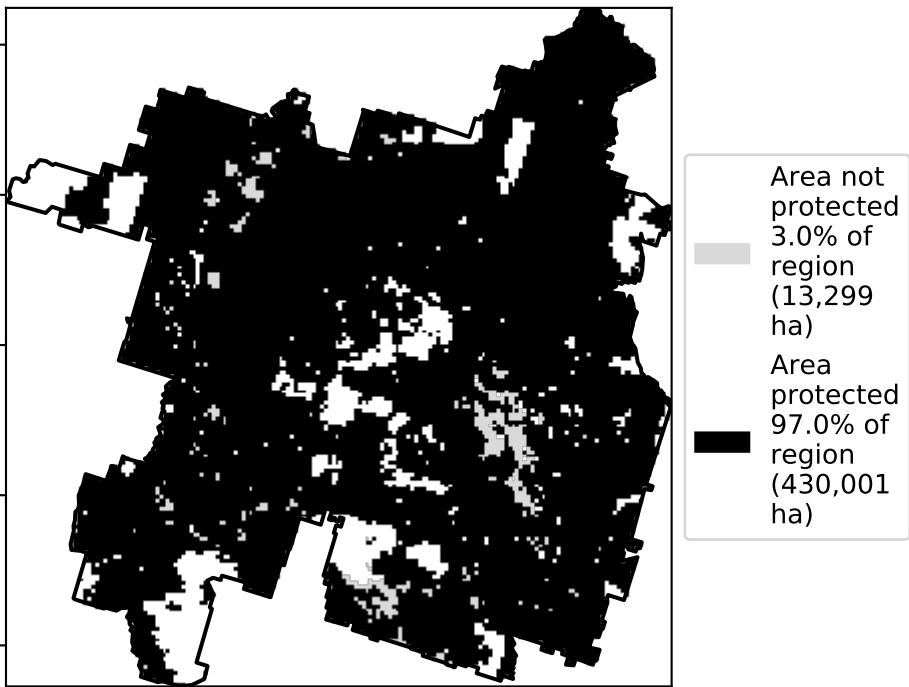 Area not
protected
3.0% of
region
(13,299
ha)
Area
protected
97.0% of
region
(430,001
ha)